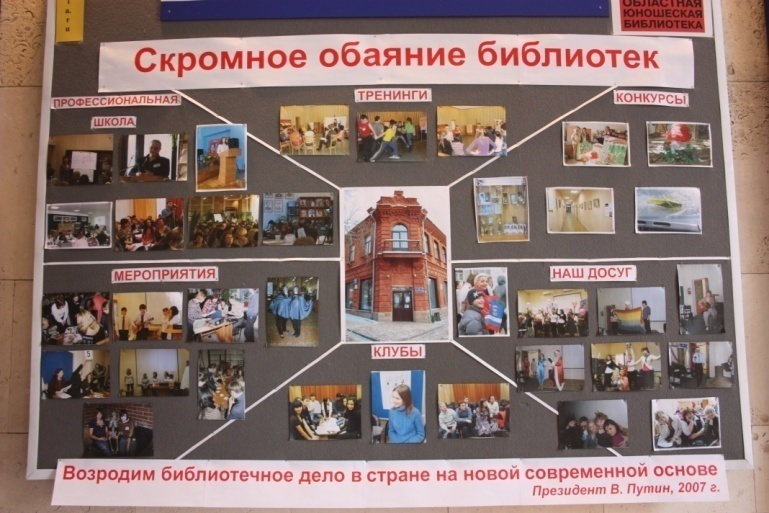 ОБЛАСТНАЯ
ЮНОШЕСКАЯ
БИБЛИОТЕКА
Скромное обаяние библиотек
ПРОФЕССИОНАЛЬНАЯ
ШКОЛА
ТРЕНИНГИ
КОНКУРСЫ
МЕРОПРИЯТИЯ
НАШ ДОСУГ
КЛУБЫ
Возродим библиотечное дело в стране на новой современной основе
Президент В. Путин, 2007 г.